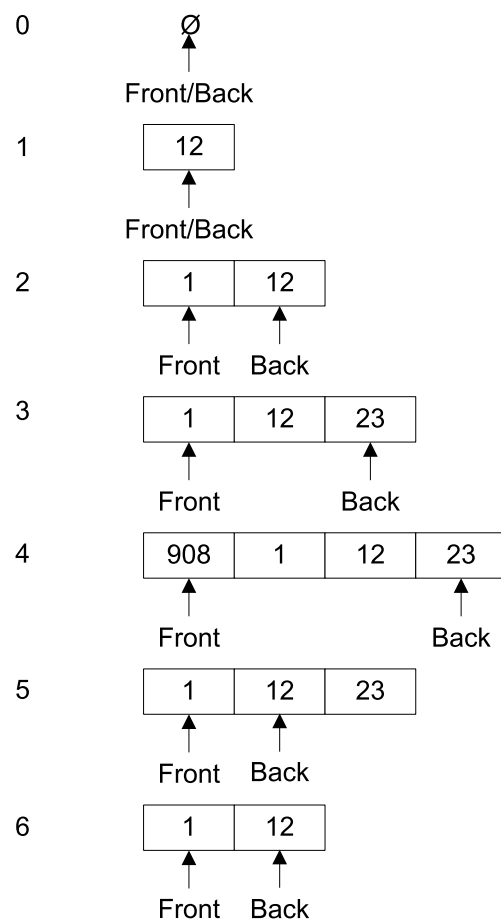 0 Ø
Front/Back
1 12
Front/Back
2 1 12
Front Back
3 1 12 23
Front Back
4 908 1 12 23
Front Back
5 1 12 23
Front Back
6 1 12
Front Back